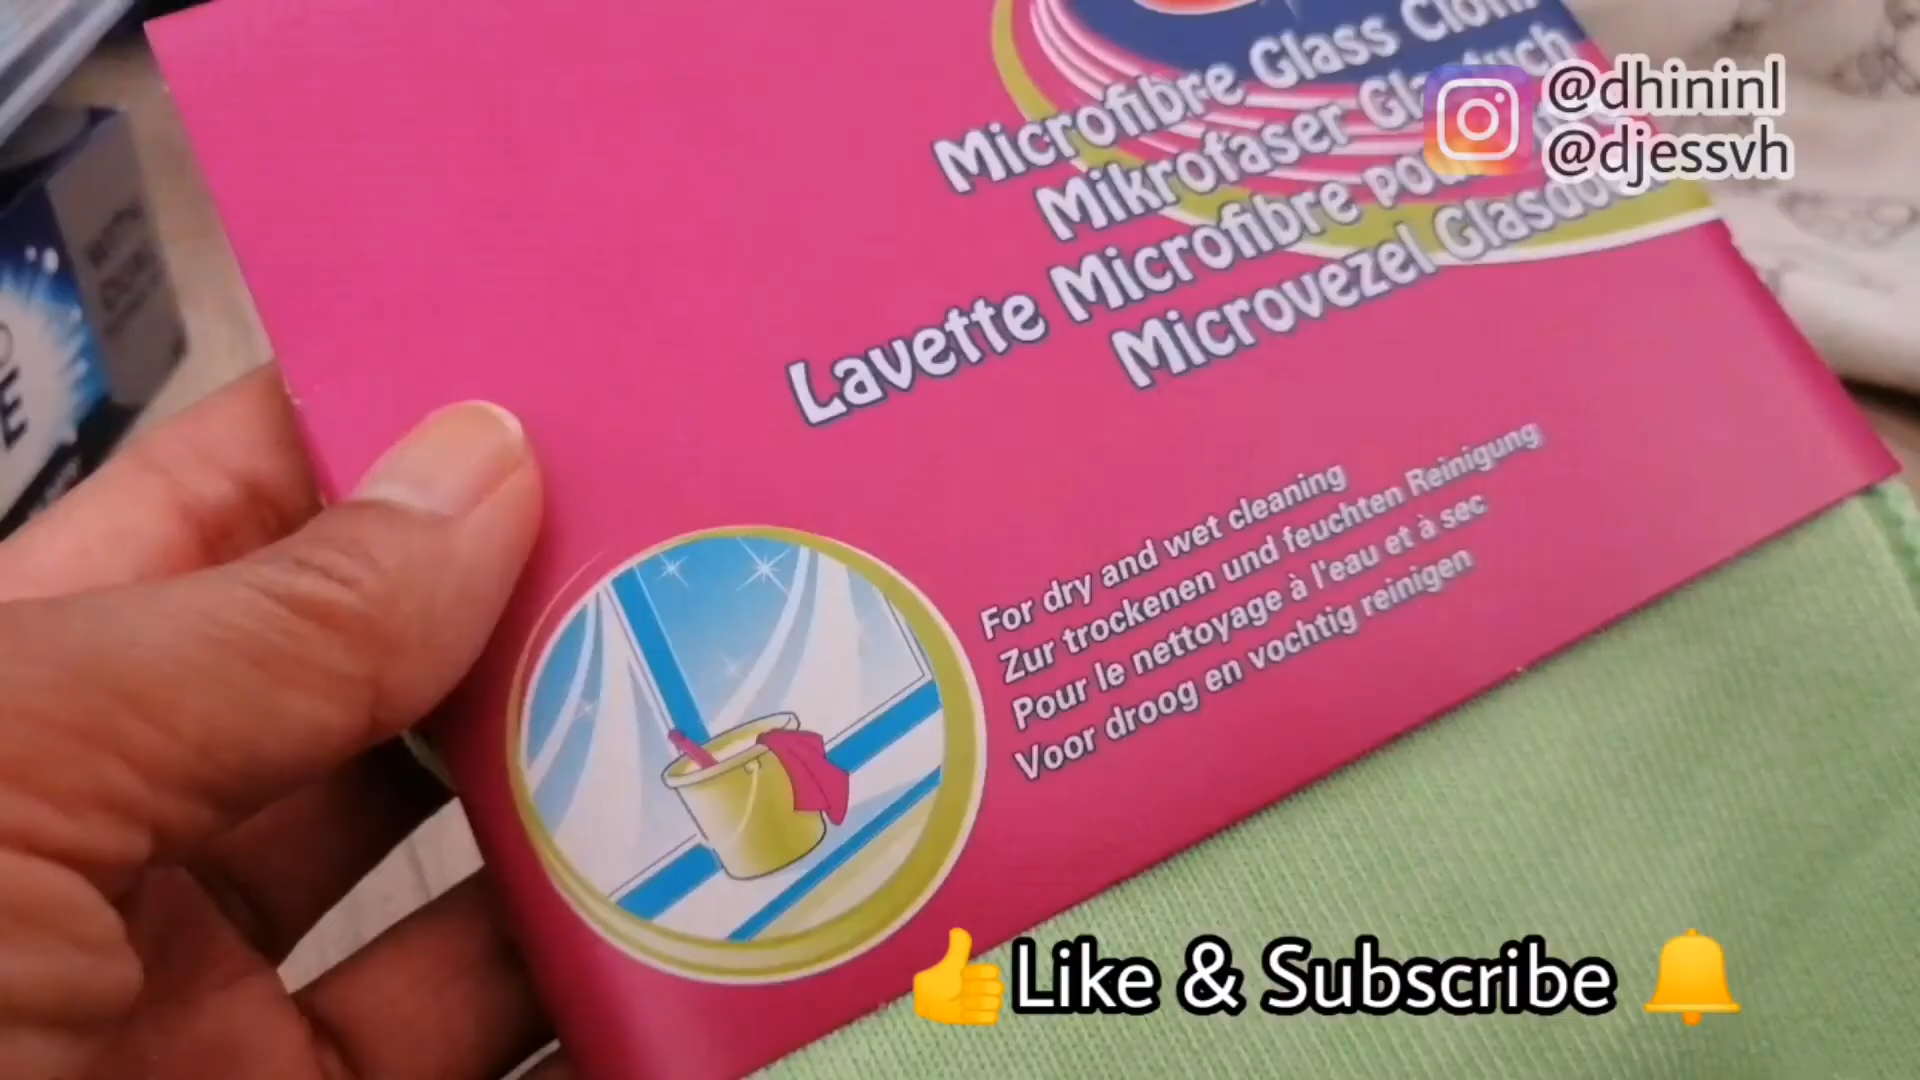 Microfibre Glass Cloth
Mikrofaser Glastuch
Lavette Microfibre pour
Microvezel Glasdoek
For dry and wet cleaning
Zur trockenen und feuchten Reinigung
Pour le nettoyage à l'eau et à sec
Voor droog en vochtig reinigen
@dhininl
@djessvh
E
Like & Subscribe